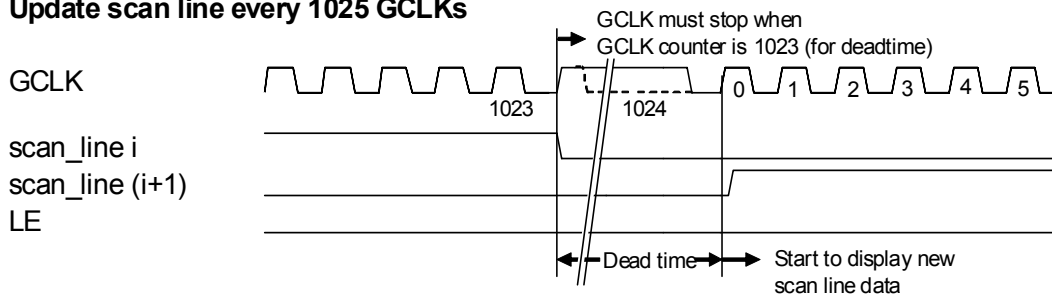 Update scan line every 1025 GCLKs
GCLK must stop when
GCLK counter is 1023 (for deadtime)
GCLK
1023
1024
0 1 2 3 4 5
scan_line i
scan_line (i+1)
LE
Dead time
Start to display new
scan line data